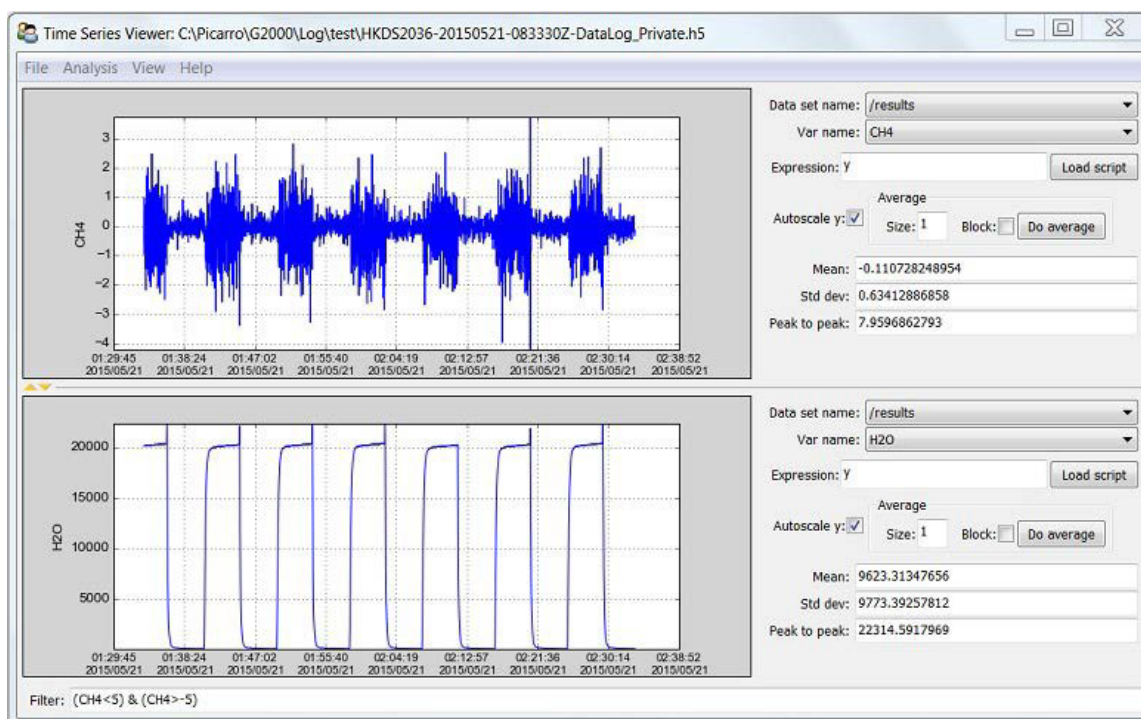 Time Series Viewer: C:\Picarro\G2000\Log\test\HKDS2036-20150521-083330Z-DataLog_Private.h5
File Analysis View Help
3
2
1
0
−1
−2
−3
−4
CH4
01:29:45 01:38:24 01:47:02 01:55:40 02:04:19 02:12:57 02:21:36 02:30:14 02:38:52
2015/05/21 2015/05/21 2015/05/21 2015/05/21 2015/05/21 2015/05/21 2015/05/21 2015/05/21 2015/05/21
Data set name: /results
Var name: CH4
Expression: y Load script
Average
Autoscale y: Size: 1 Block: Do average
Mean: -0.110728248954
Std dev: 0.63412886858
Peak to peak: 7.9596862793
20000
15000
10000
5000
H2O
01:29:45 01:38:24 01:47:02 01:55:40 02:04:19 02:12:57 02:21:36 02:30:14 02:38:52
2015/05/21 2015/05/21 2015/05/21 2015/05/21 2015/05/21 2015/05/21 2015/05/21 2015/05/21 2015/05/21
Data set name: /results
Var name: H2O
Expression: y Load script
Average
Autoscale y: Size: 1 Block: Do average
Mean: 9623.31347656
Std dev: 9773.39257812
Peak to peak: 22314.5917969
Filter: (CH4<5) & (CH4>-5)